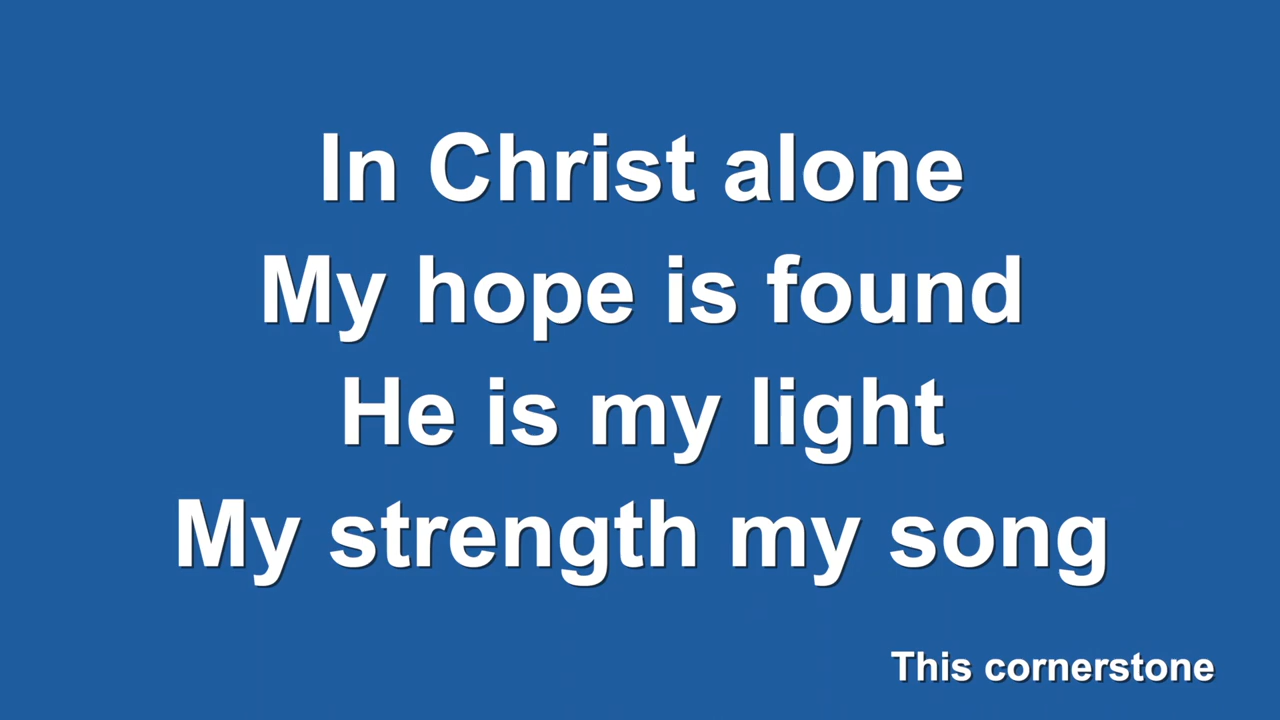 In Christ alone
My hope is found
He is my light
My strength my song
This cornerstone